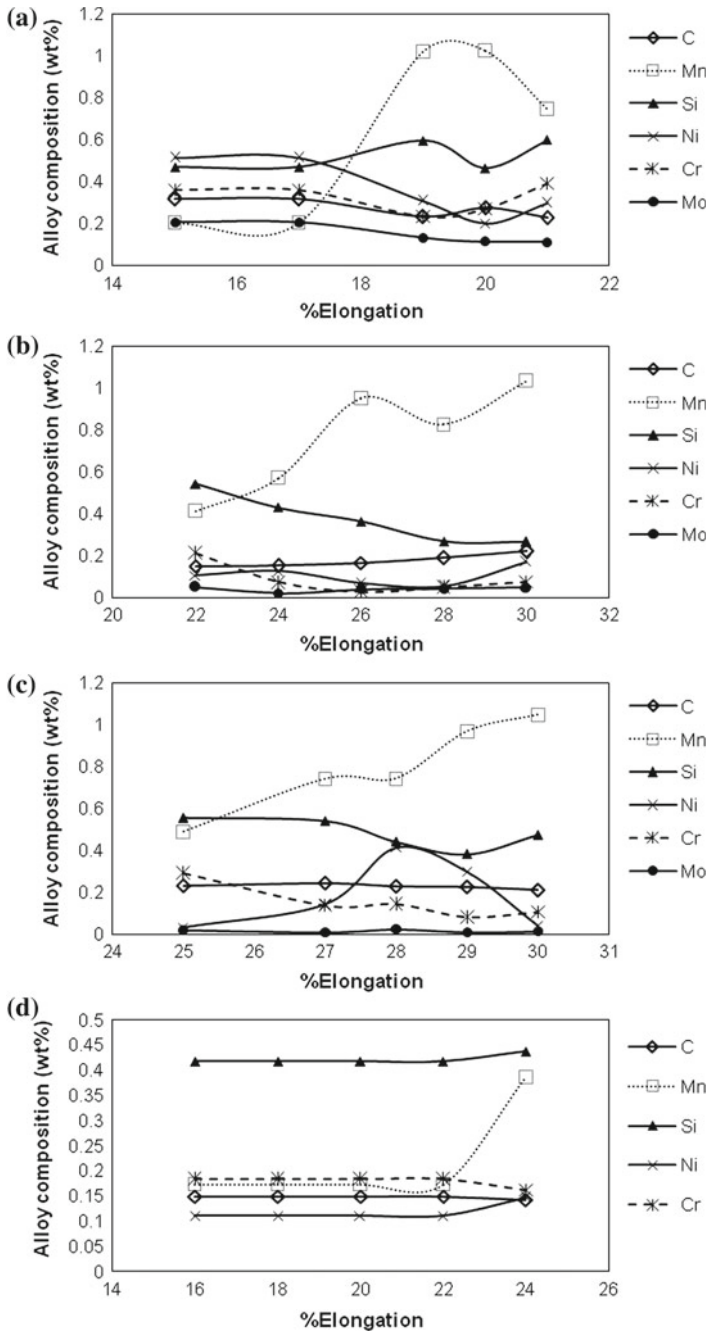 (a)
1.2
1
0.8
0.6
0.4
0.2
0
Alloy composition (wt%)
14 16 18 20 22
%Elongation
C
Mn
Si
Ni
Cr
Mo
(b)
1.2
1
0.8
0.6
0.4
0.2
0
Alloy composition (wt%)
20 22 24 26 28 30 32
%Elongation
C
Mn
Si
Ni
Cr
Mo
(c)
1.2
1
0.8
0.6
0.4
0.2
0
Alloy composition (wt%)
24 25 26 27 28 29 30 31
%Elongation
C
Mn
Si
Ni
Cr
Mo
(d)
0.5
0.45
0.4
0.35
0.3
0.25
0.2
0.15
0.1
0.05
0
Alloy composition (wt%)
14 16 18 20 22 24 26
%Elongation
C
Mn
Si
Ni
Cr